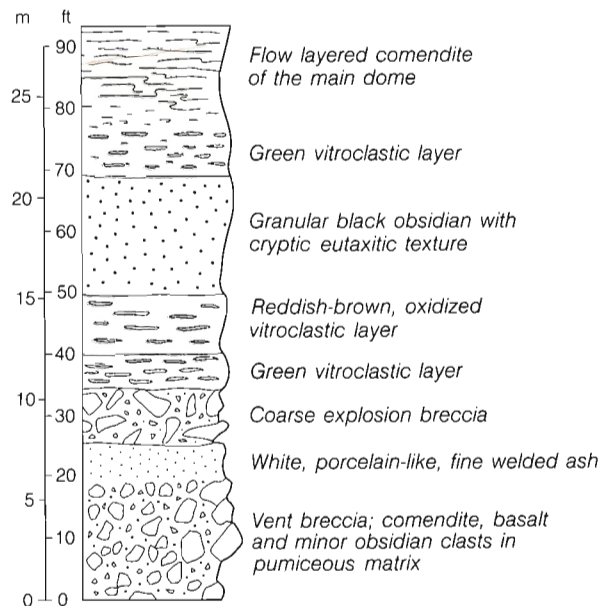 m ft
90
25
80
70
20
60
50
15
40
10
30
20
5
10
0 0
Flow layered comendite
of the main dome
Green vitroclastic layer
Granular black obsidian with
cryptic eutaxitic texture
Reddish-brown, oxidized
vitroclastic layer
Green vitroclastic layer
Coarse explosion breccia
White, porcelain-like, fine welded ash
Vent breccia; comendite, basalt
and minor obsidian clasts in
pumiceous matrix